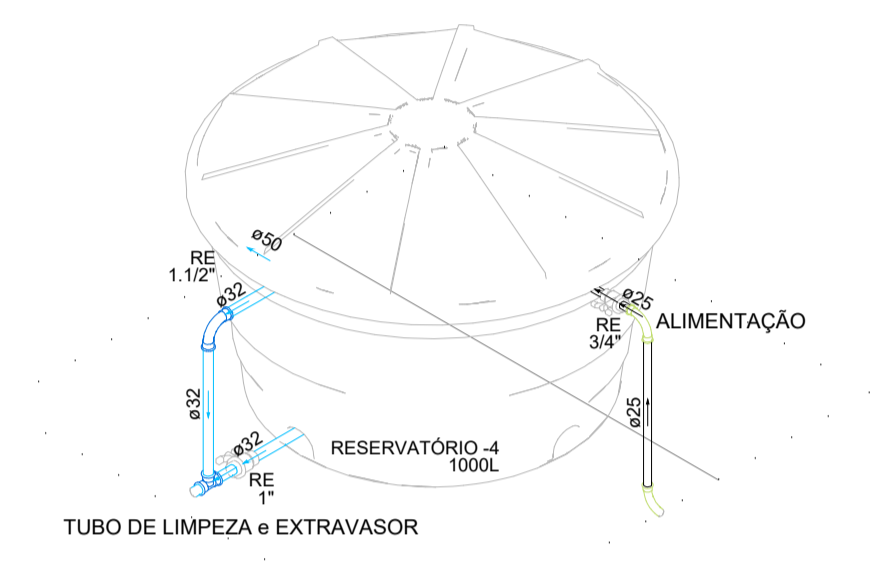 ø50
RE
1.1/2"
ø32
ø25
ALIMENTAÇÃO
RE
3/4"
ø32
ø25
ø32
RESERVATÓRIO -4
1000L
RE
1"
TUBO DE LIMPEZA e EXTRAVASOR